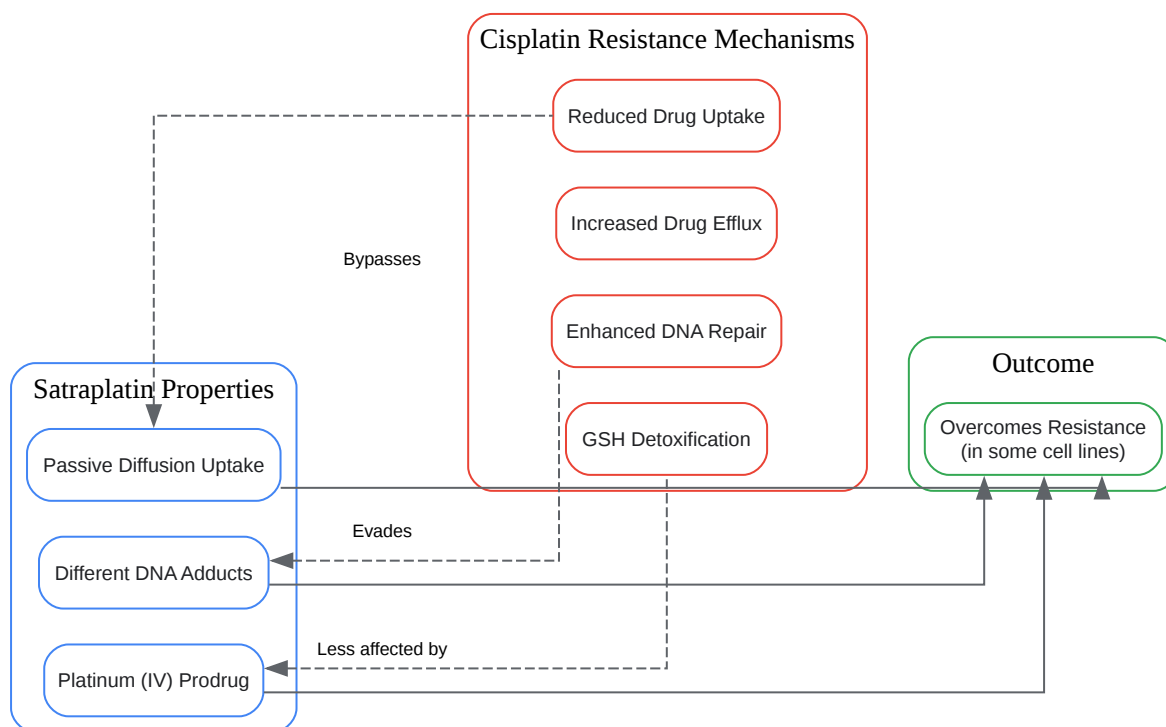 Cisplatin Resistance Mechanisms
Reduced Drug Uptake
Increased Drug Efflux
Bypasses
Enhanced DNA Repair
Outcome
Satraplatin Properties
Overcomes Resistance
(in some cell lines)
GSH Detoxification
Passive Diffusion Uptake
Evades
Different DNA Adducts
Less affected by
Platinum (IV) Prodrug